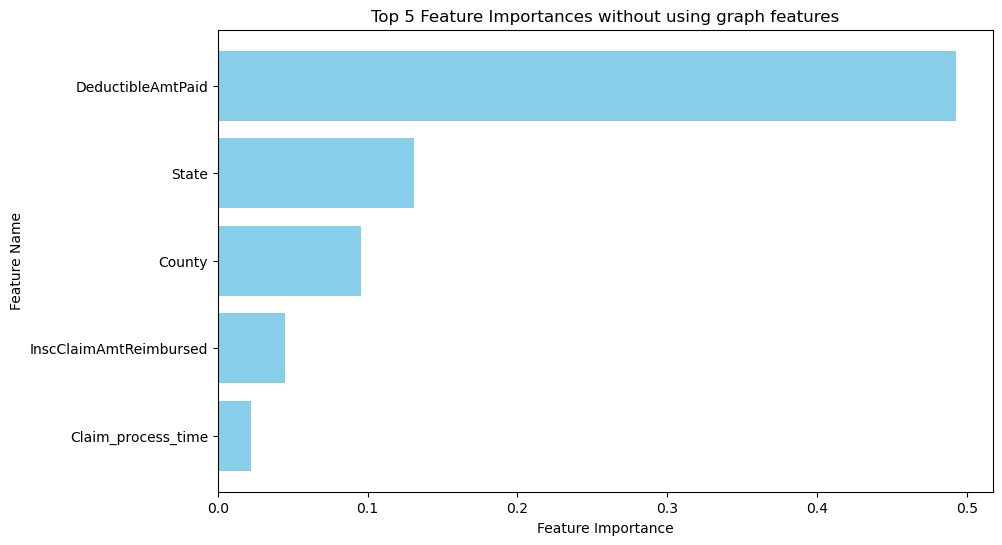 Top 5 Feature Importances without using graph features
DeductibleAmtPaid
State
County
InscClaimAmtReimbursed
Claim_process_time
Feature Name
0.0 0.1 0.2 0.3 0.4 0.5
Feature Importance